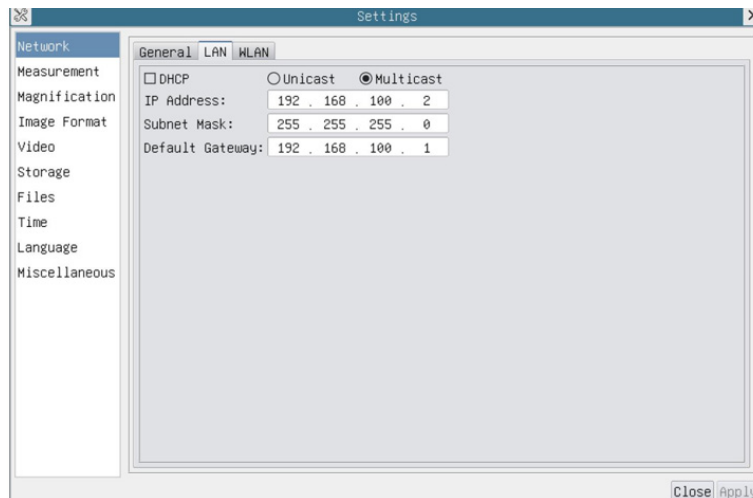 Settings
Network
Measurement
Magnification
Image Format
Video
Storage
Files
Time
Language
Miscellaneous
General LAN WLAN
DHCP Unicast Multicast
IP Address: 192 . 168 . 100 . 2
Subnet Mask: 255 . 255 . 255 . 0
Default Gateway: 192 . 168 . 100 . 1
Close Apply